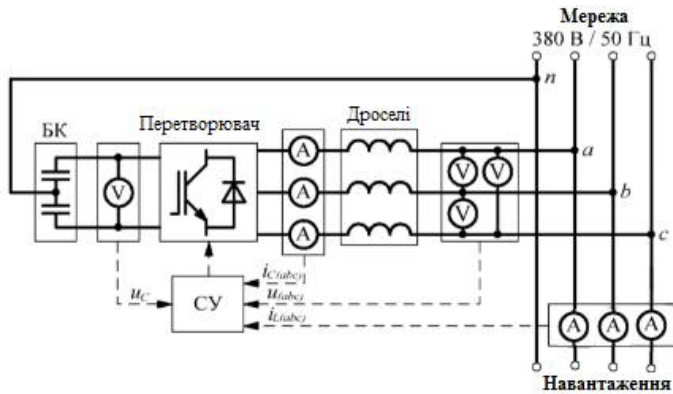 Мережа
380 В / 50 Гц
n
БК
Перетворювач
Дроселі
V
A
A
A
V
V
V
a
b
c
i_C(abc)
u_C
СУ
u_(abc)
i_L(abc)
A
A
A
Навантаження